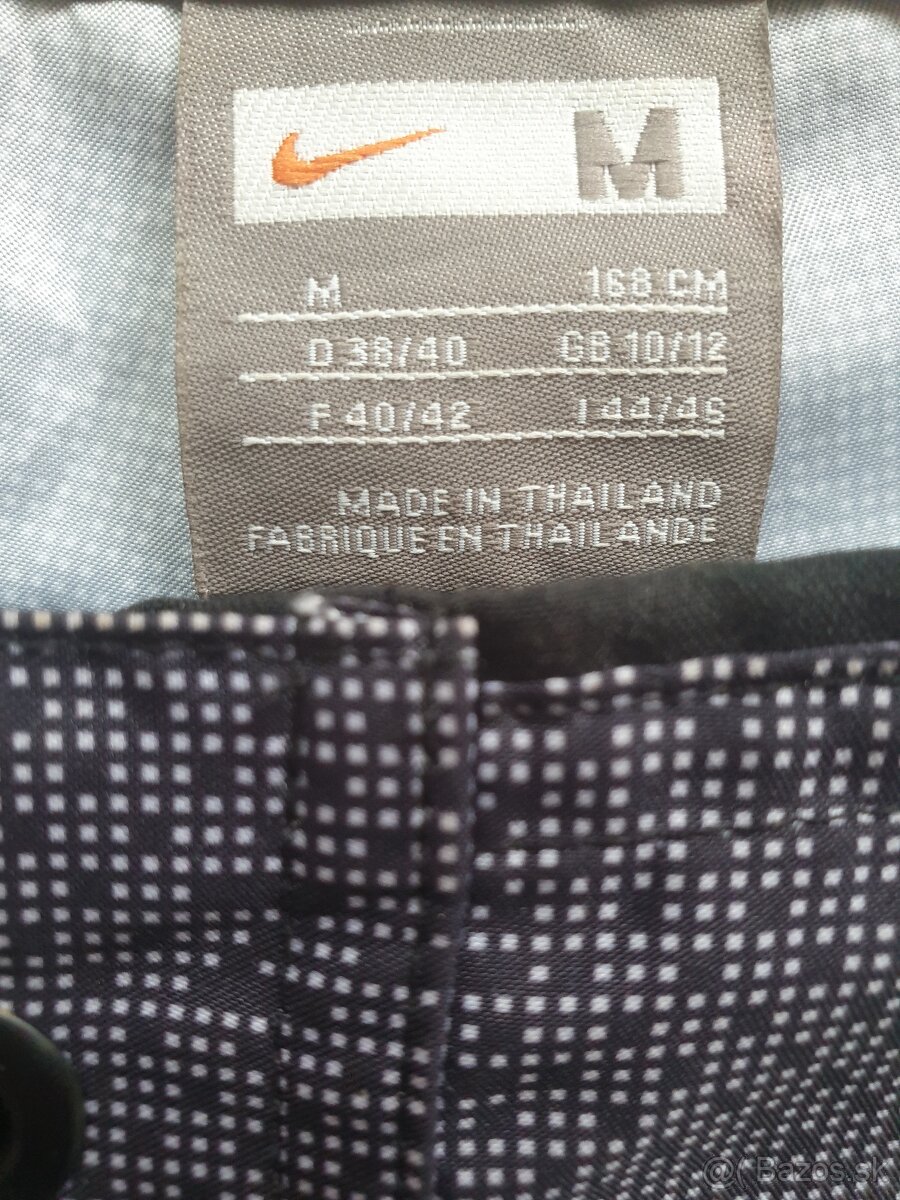 M
M 168 CM
D 38/40 GB 10/12
F 40/42 I 44/46
MADE IN THAILAND
FABRIQUE EN THAILANDE
@( Bazos.sk